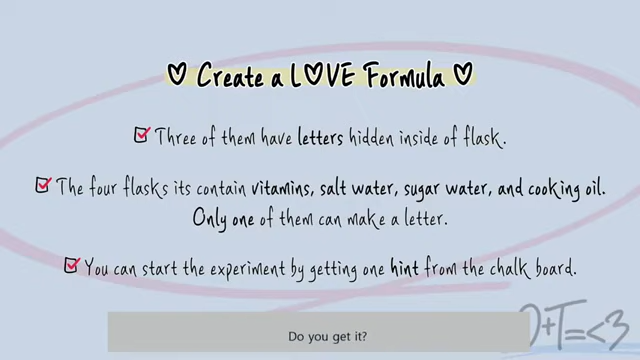 ♡ Create a L♡VE Formula ♡
Three of them have letters hidden inside of flask.
The four flasks its contain vitamins, salt water, sugar water, and cooking oil.
Only one of them can make a letter.
You can start the experiment by getting one hint from the chalk board.
+T=<3
Do you get it?